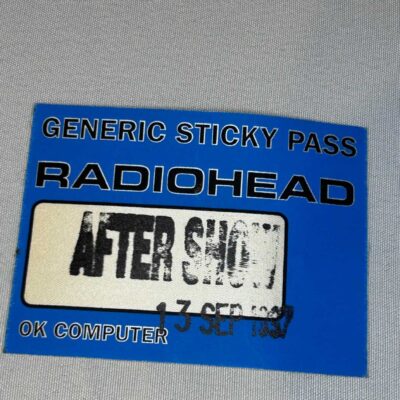 GENERIC STICKY PASS
RADIOHEAD
AFTER SHOW
13 SEP 1997
OK COMPUTER